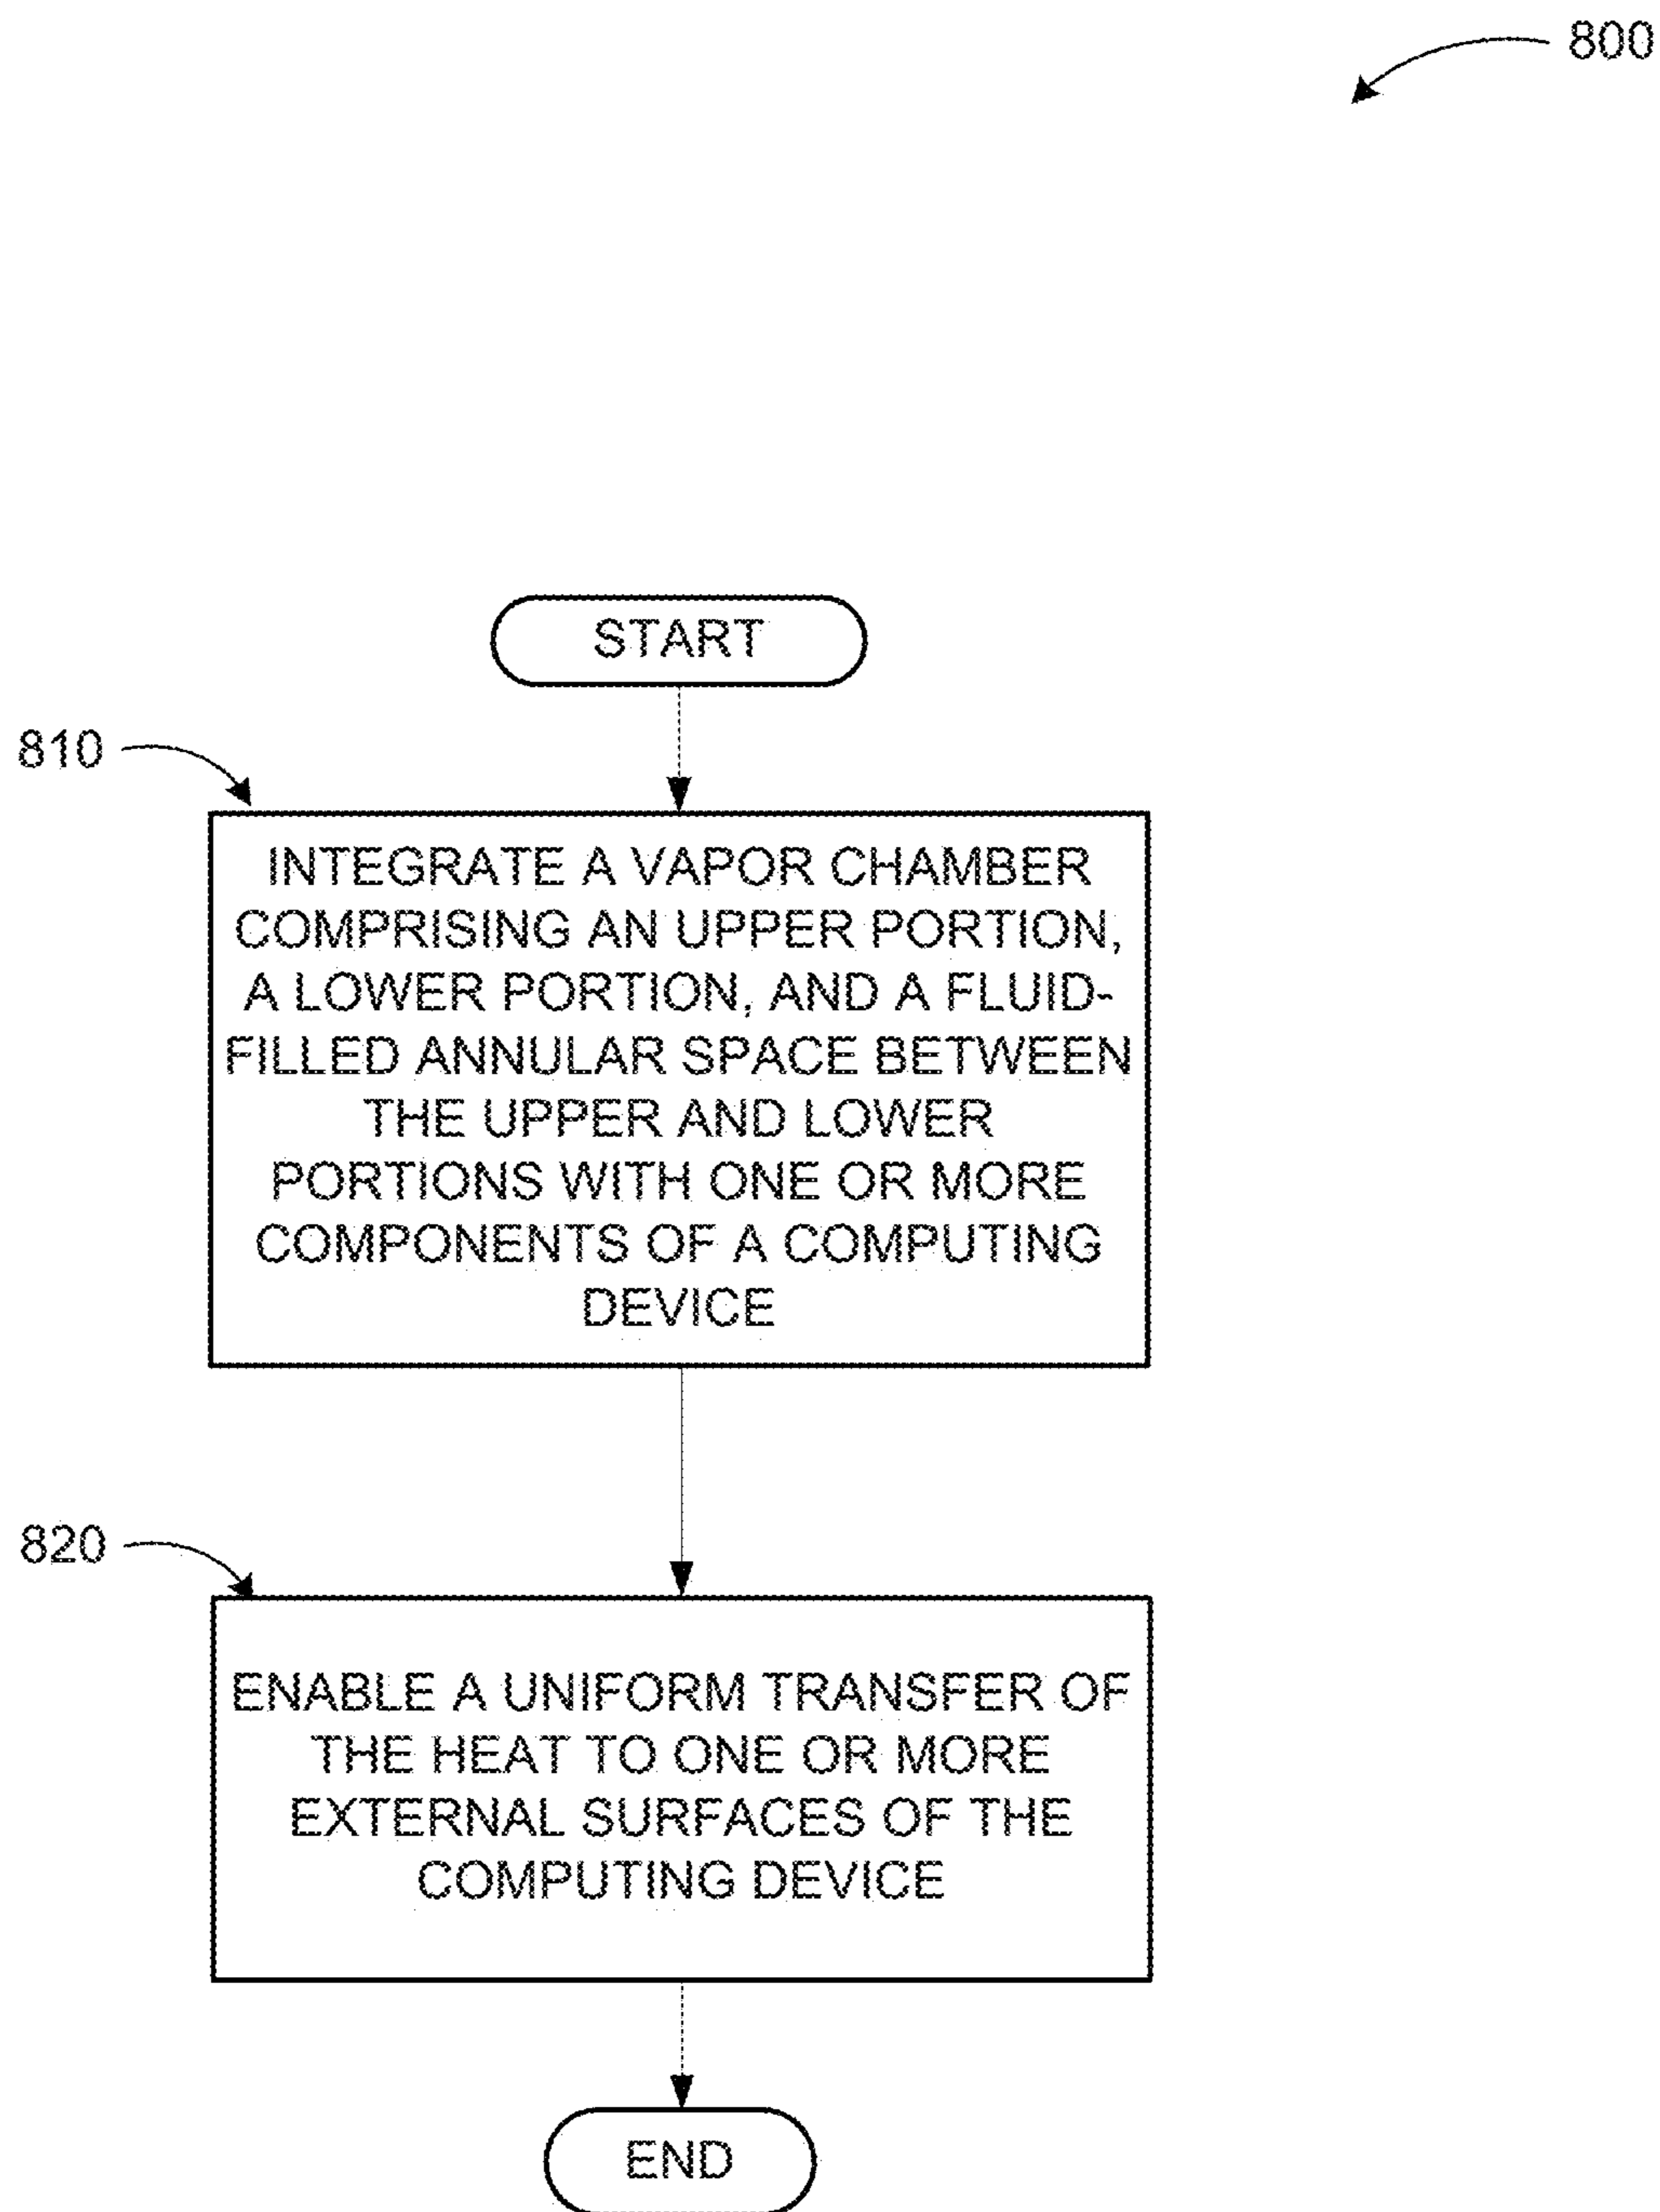 800
START
810
INTEGRATE A VAPOR CHAMBER
COMPRISING AN UPPER PORTION,
A LOWER PORTION, AND A FLUID-
FILLED ANNULAR SPACE BETWEEN
THE UPPER AND LOWER
PORTIONS WITH ONE OR MORE
COMPONENTS OF A COMPUTING
DEVICE
820
ENABLE A UNIFORM TRANSFER OF
THE HEAT TO ONE OR MORE
EXTERNAL SURFACES OF THE
COMPUTING DEVICE
END